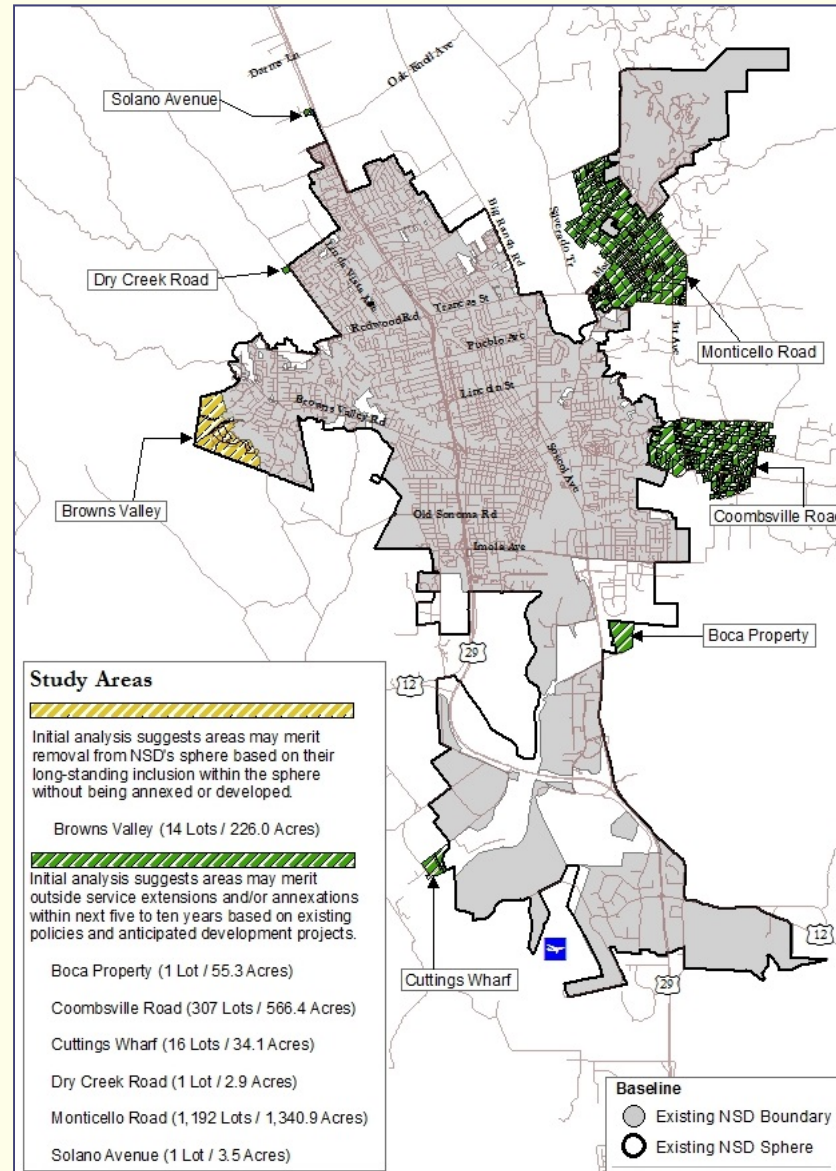 Darms Ln
Oak Knoll Ave
Solano Avenue
Big Ranch Rd
Silverado Tr
Dry Creek Road
Linda Vista Ave
Trancas St
Redwood Rd
Monticello Road
Pueblo Ave
Lincoln St
Browns Valley Rd
Soscol Ave
Browns Valley
Coombsville Road
Old Sonoma Rd
Imola Ave
Boca Property
29
12
Study Areas
Initial analysis suggests areas may merit
removal from NSD's sphere based on their
long-standing inclusion within the sphere
without being annexed or developed.
Browns Valley (14 Lots / 226.0 Acres)
Initial analysis suggests areas may merit
outside service extensions and/or annexations
within next five to ten years based on existing
policies and anticipated development projects.
Boca Property (1 Lot / 55.3 Acres)
Coombsville Road (307 Lots / 566.4 Acres)
Cuttings Wharf (16 Lots / 34.1 Acres)
Dry Creek Road (1 Lot / 2.9 Acres)
Monticello Road (1,192 Lots / 1,340.9 Acres)
Solano Avenue (1 Lot / 3.5 Acres)
Cuttings Wharf
12
29
Baseline
Existing NSD Boundary
Existing NSD Sphere